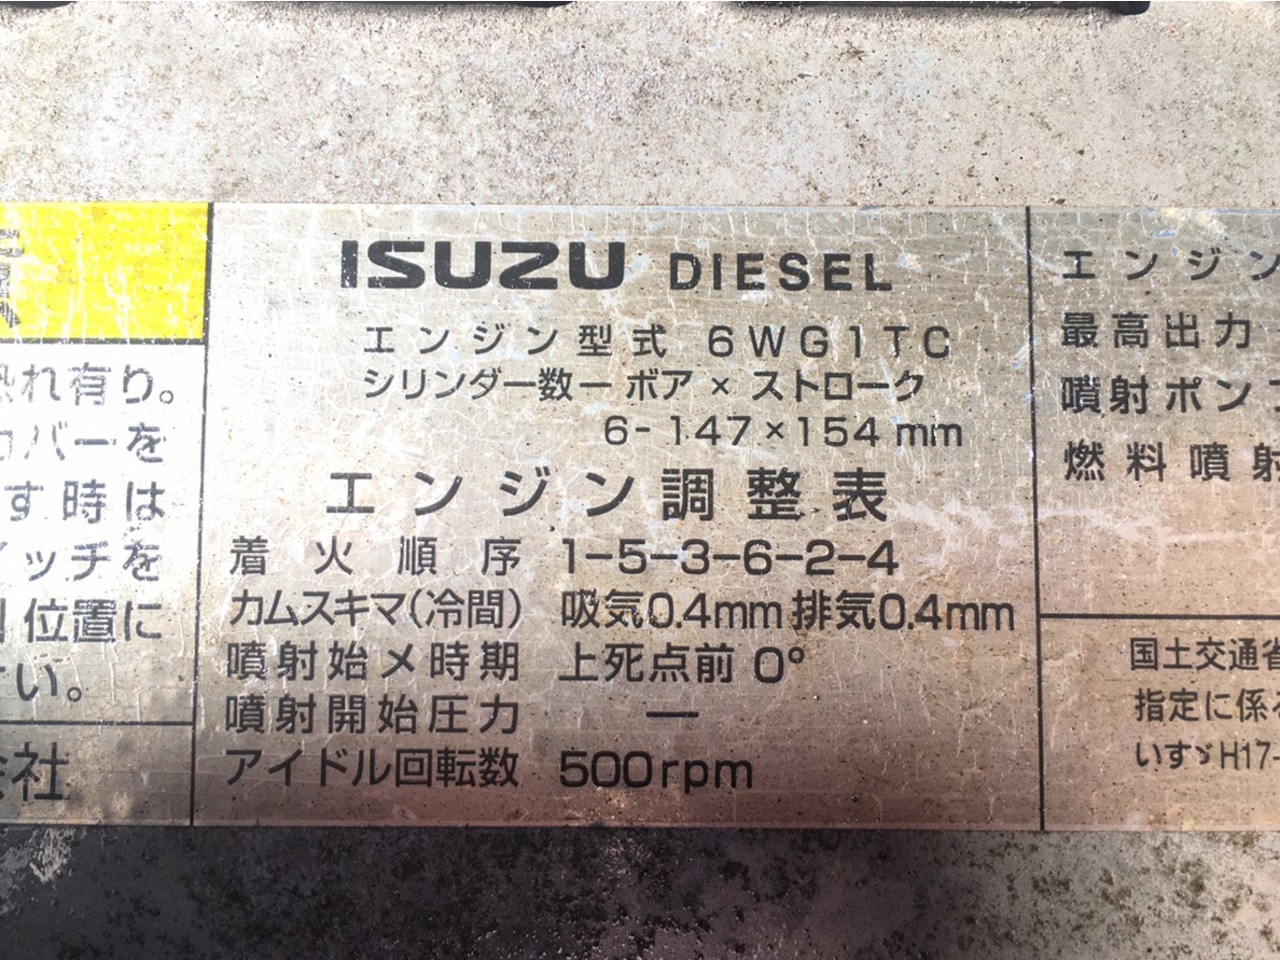 れ有り。
バーを
す時は
イッチを
位置に
さい。
会社
ISUZU DIESEL
エンジン型式 6WG1TC
シリンダー数ー ボア × ストローク
6- 147×154 mm
エンジン調整表
着火順序 1-5-3-6-2-4
カムスキマ(冷間) 吸気0.4mm 排気0.4mm
噴射始メ時期 上死点前 0°
噴射開始圧力 —
アイドル回転数 500rpm
エンジン
最高出力
噴射ポンプ
燃料噴射
国土交通省
指定に係
いすゞH17-